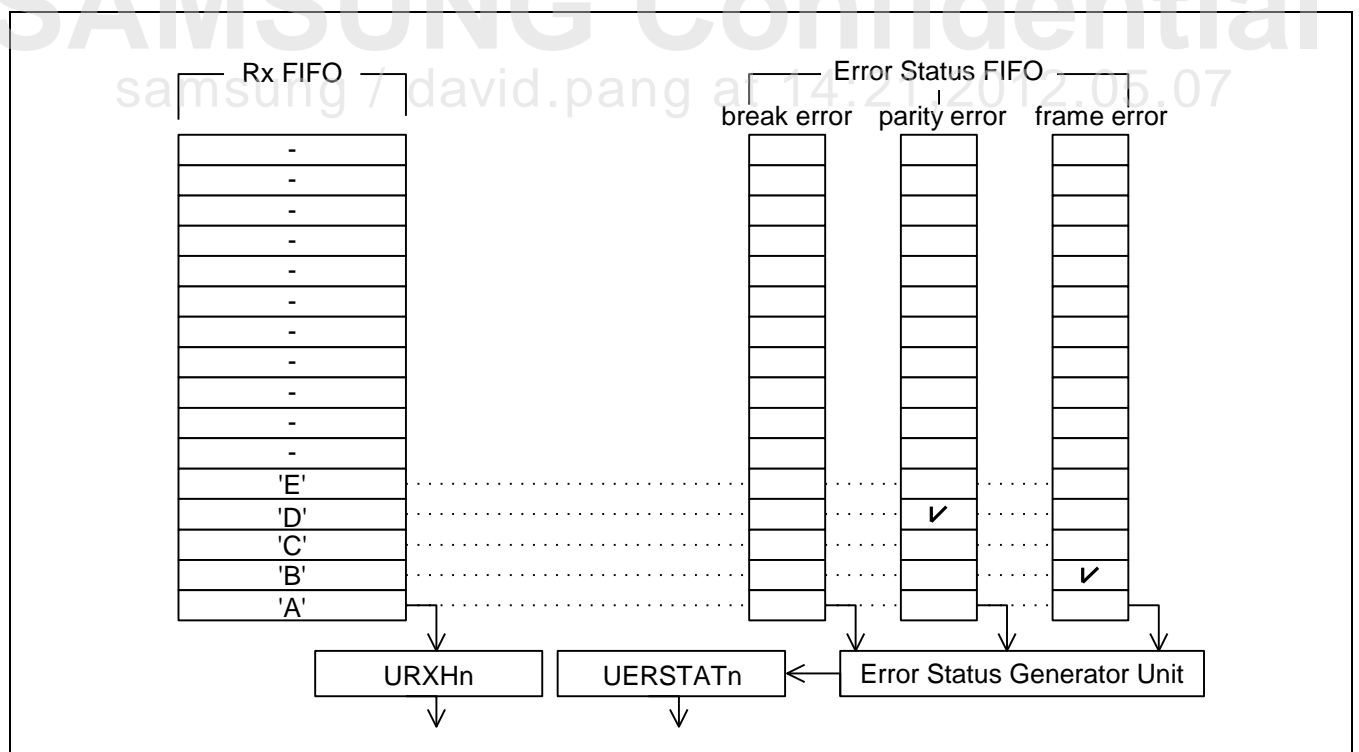 SAMSUNG Confidential
samsung / david.pang at 14:21,2012.05.07
Rx FIFO
Error Status FIFO
break error parity error frame error
-
-
-
-
-
-
-
-
-
-
-
'E'
'D'
'C'
'B'
'A'
URXHn
UERSTATn
Error Status Generator Unit